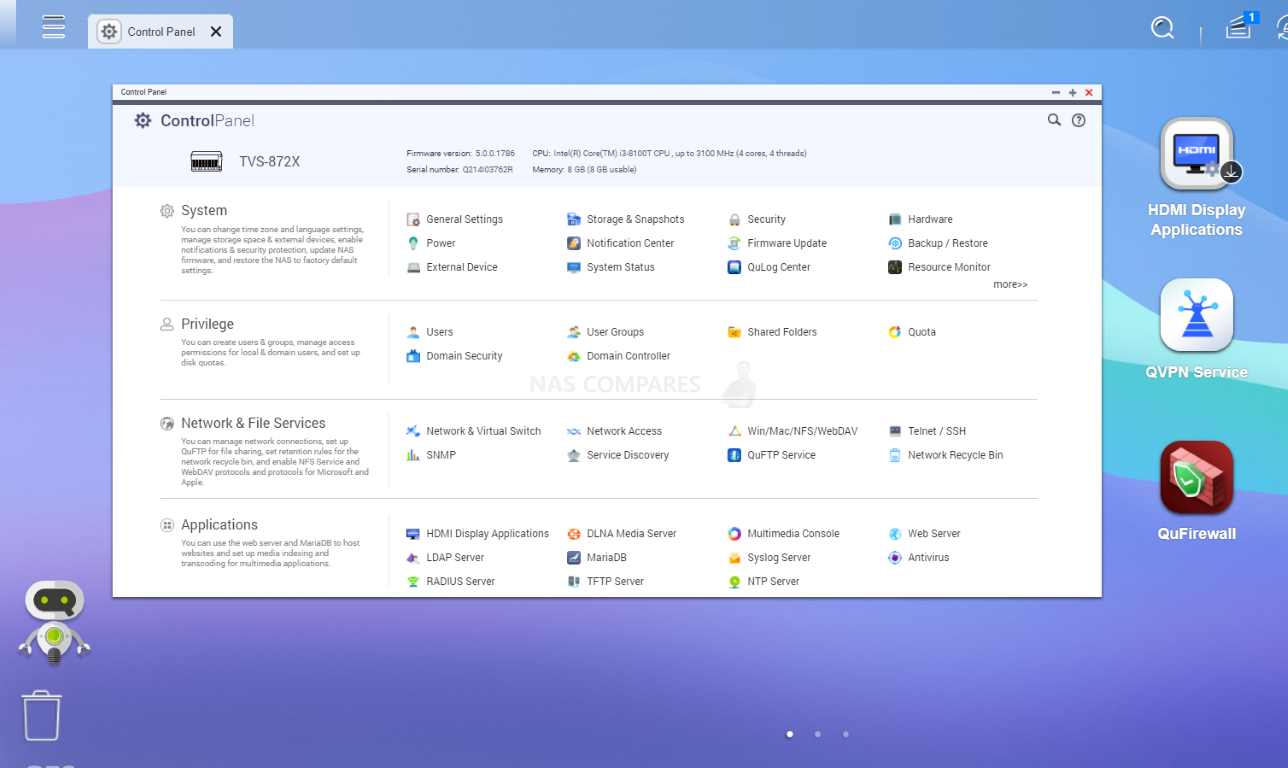 Control Panel
1
Control Panel
ControlPanel
TVS-872X
Firmware version: 5.0.0.1786 CPU: Intel(R) Core(TM) i3-8100T CPU , up to 3100 MHz (4 cores, 4 threads)
Serial number: Q214I03762R Memory: 8 GB (8 GB usable)
System
You can change time zone and language settings,
manage storage space & external devices, enable
notifications & security protection, update NAS
firmware, and restore the NAS to factory default
settings.
General Settings Storage & Snapshots Security Hardware
Power Notification Center Firmware Update Backup / Restore
External Device System Status QuLog Center Resource Monitor
more>>
Privilege
You can create users & groups, manage access
permissions for local & domain users, and set up
disk quotas.
Users User Groups Shared Folders Quota
Domain Security Domain Controller
NAS COMPARES
Network & File Services
You can manage network connections, set up
QuFTP for file sharing, set retention rules for the
network recycle bin, and enable NFS Service and
WebDAV protocols and protocols for Microsoft and
Apple.
Network & Virtual Switch Network Access Win/Mac/NFS/WebDAV Telnet / SSH
SNMP Service Discovery QuFTP Service Network Recycle Bin
Applications
You can use the web server and MariaDB to host
websites and set up media indexing and
transcoding for multimedia applications.
HDMI Display Applications DLNA Media Server Multimedia Console Web Server
LDAP Server MariaDB Syslog Server Antivirus
RADIUS Server TFTP Server NTP Server
HDMI
HDMI Display
Applications
QVPN Service
QuFirewall